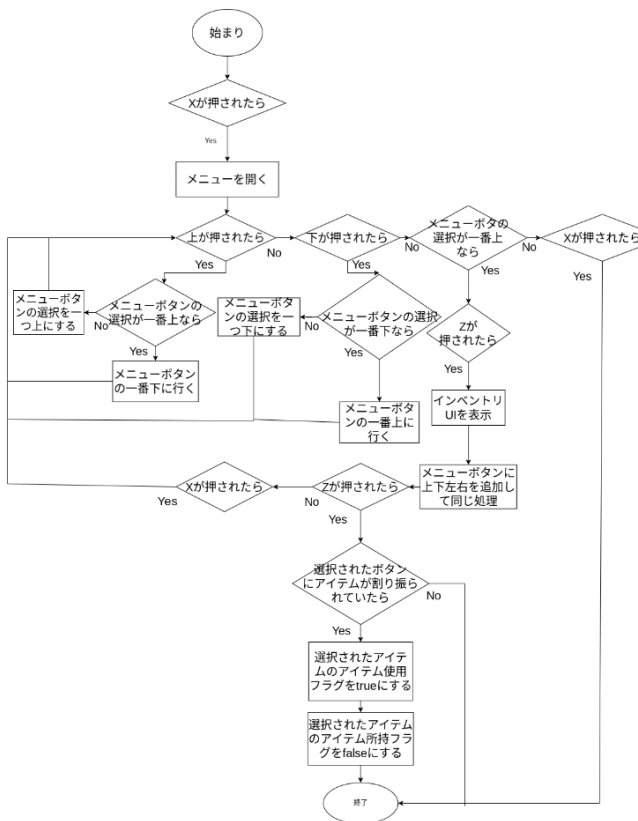 始まり
Xが押されたら
Yes
メニューを開く
上が押されたら
No
Yes
下が押されたら
No
Yes
メニューボタの
選択が一番上
なら
No
Yes
Xが押されたら
Yes
メニューボタ
ンの選択を一
つ上にする
No
メニューボタンの
選択が一番上なら
Yes
メニューボタン
の一番下に行く
メニューボタ
ンの選択を一
つ下にする
No
メニューボタンの選択
が一番下なら
Yes
メニューボタ
ンの一番上に
行く
Zが
押されたら
Yes
インベントリ
UIを表示
メニューボタンに
上下左右を追加して
て同じ処理
Zが押されたら
No
Yes
Xが押されたら
Yes
選択されたボタン
にアイテムが割り振ら
れていたら
No
Yes
選択されたアイテ
ムのアイテム使用
フラグをtrueにする
選択されたアイテム
のアイテム所持フラ
グをfalseにする
終了